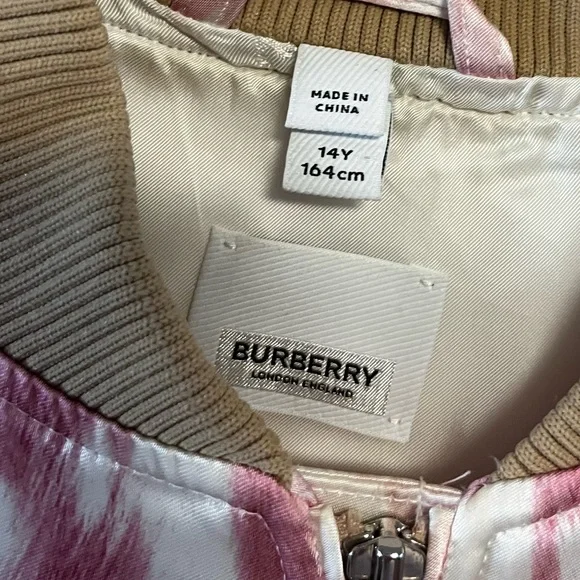 MADE IN
CHINA
14Y
164cm
BURBERRY
LONDON ENGLAND